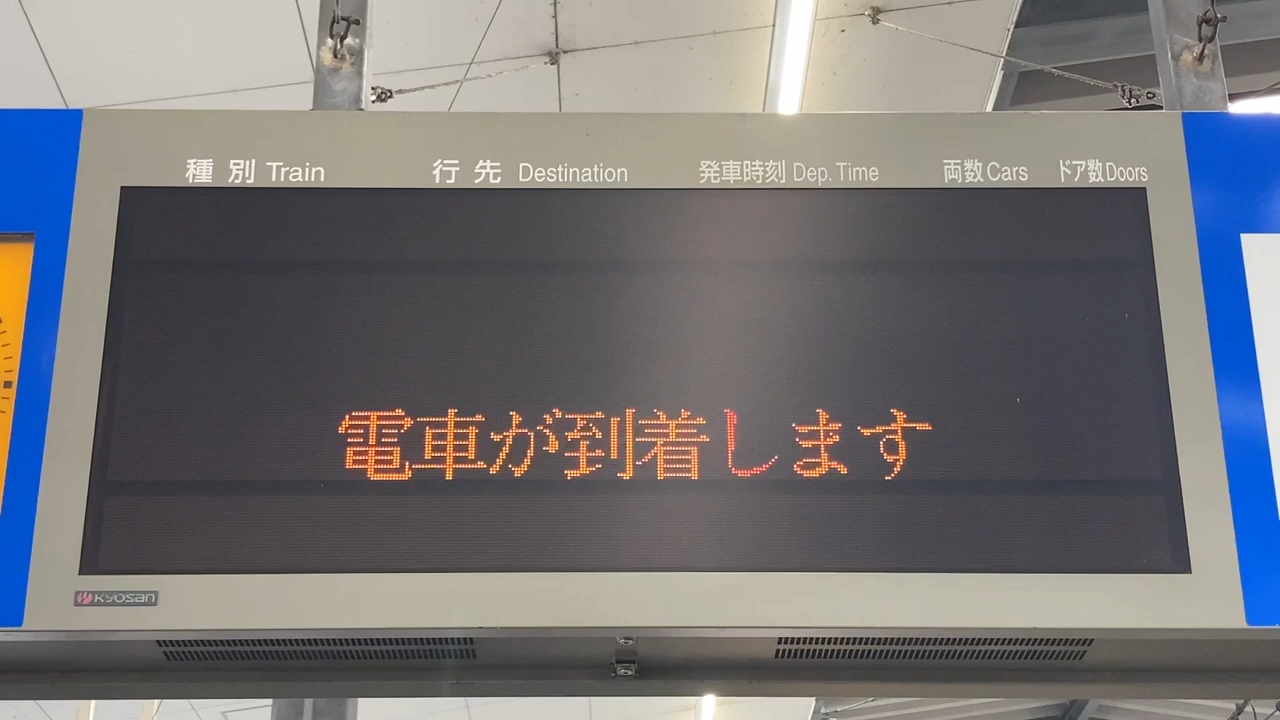 種別 Train 行先 Destination 発車時刻 Dep. Time 両数 Cars ドア数 Doors
電車が到着します
KYOSAN